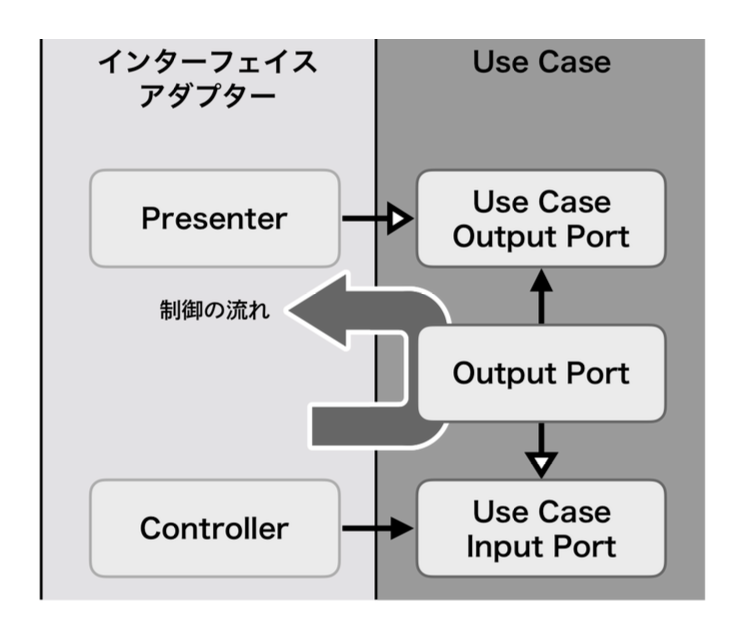 インターフェイス
アダプター
Use Case
Presenter
Use Case
Output Port
制御の流れ
Output Port
Controller
Use Case
Input Port